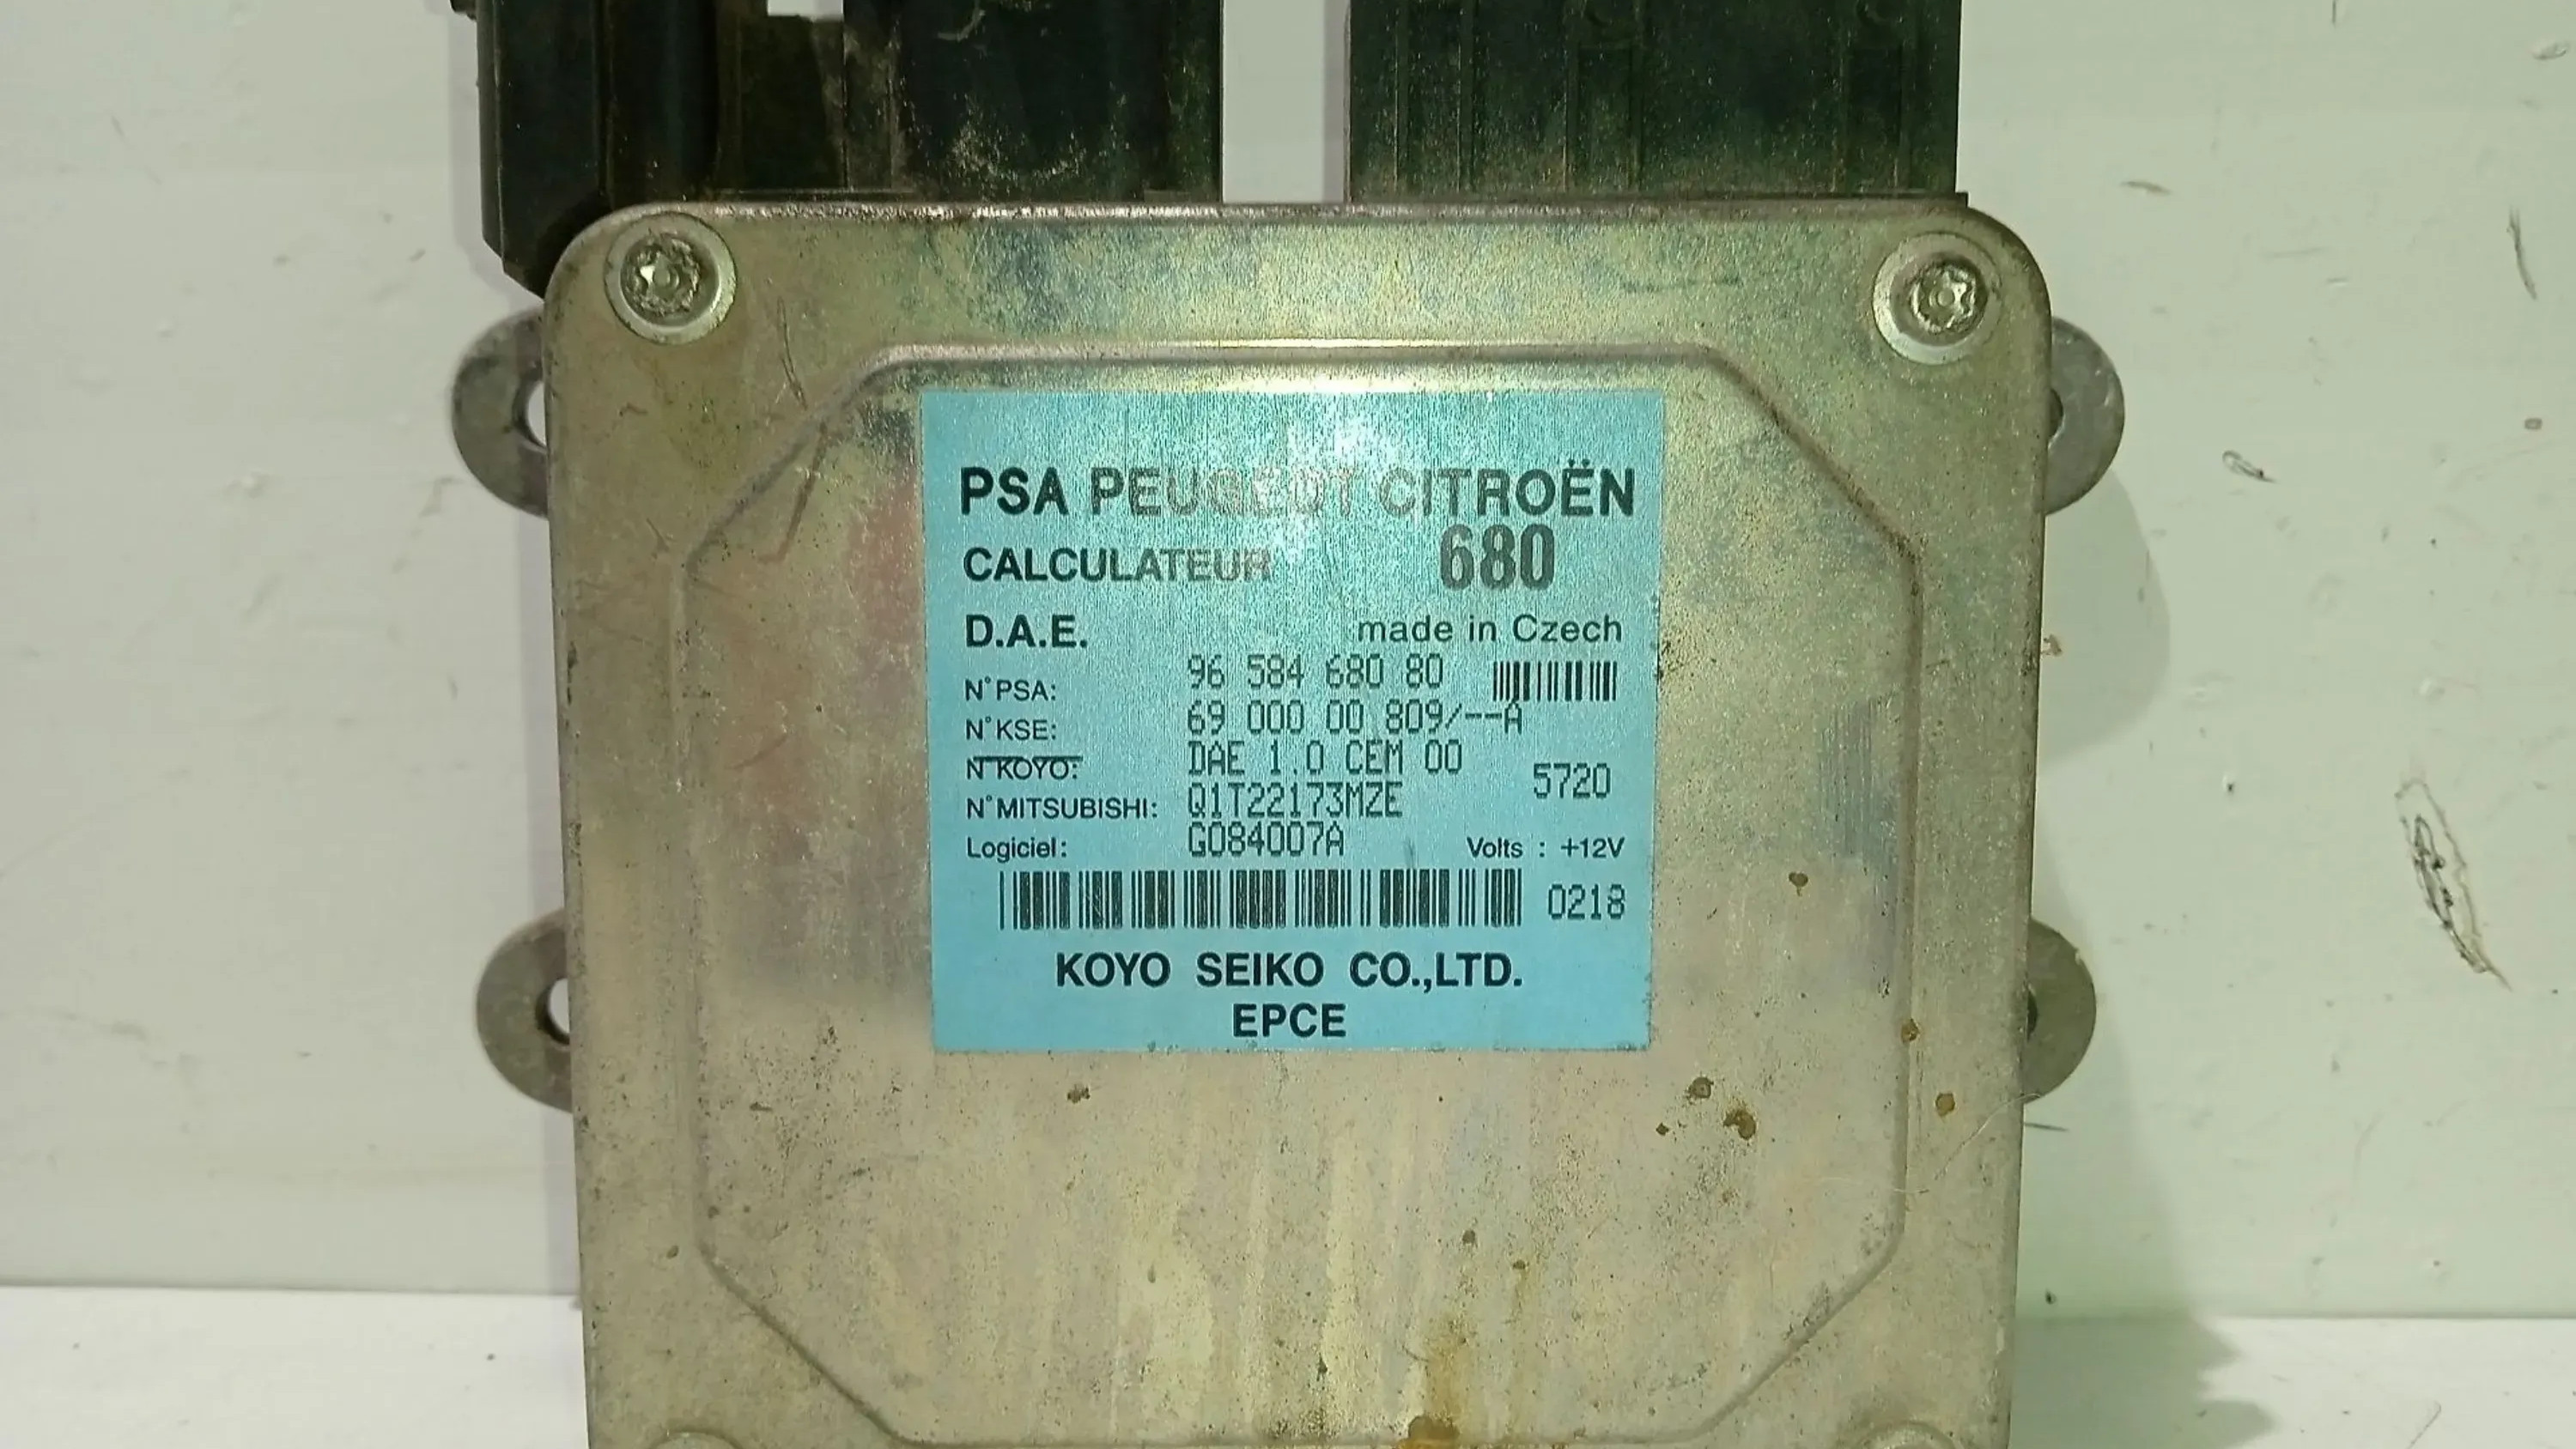 PSA PEUGEOT CITROËN
CALCULATEUR 680
D.A.E. made in Czech
N°PSA: 96 584 680 80
N°KSE: 69 000 00 809/--A
N°KOYO: DAE 1.0 CEM 00 5720
N°MITSUBISHI: Q1T22173MZE
Logiciel: G084007A Volts : +12V
0218
KOYO SEIKO CO.,LTD.
EPCE